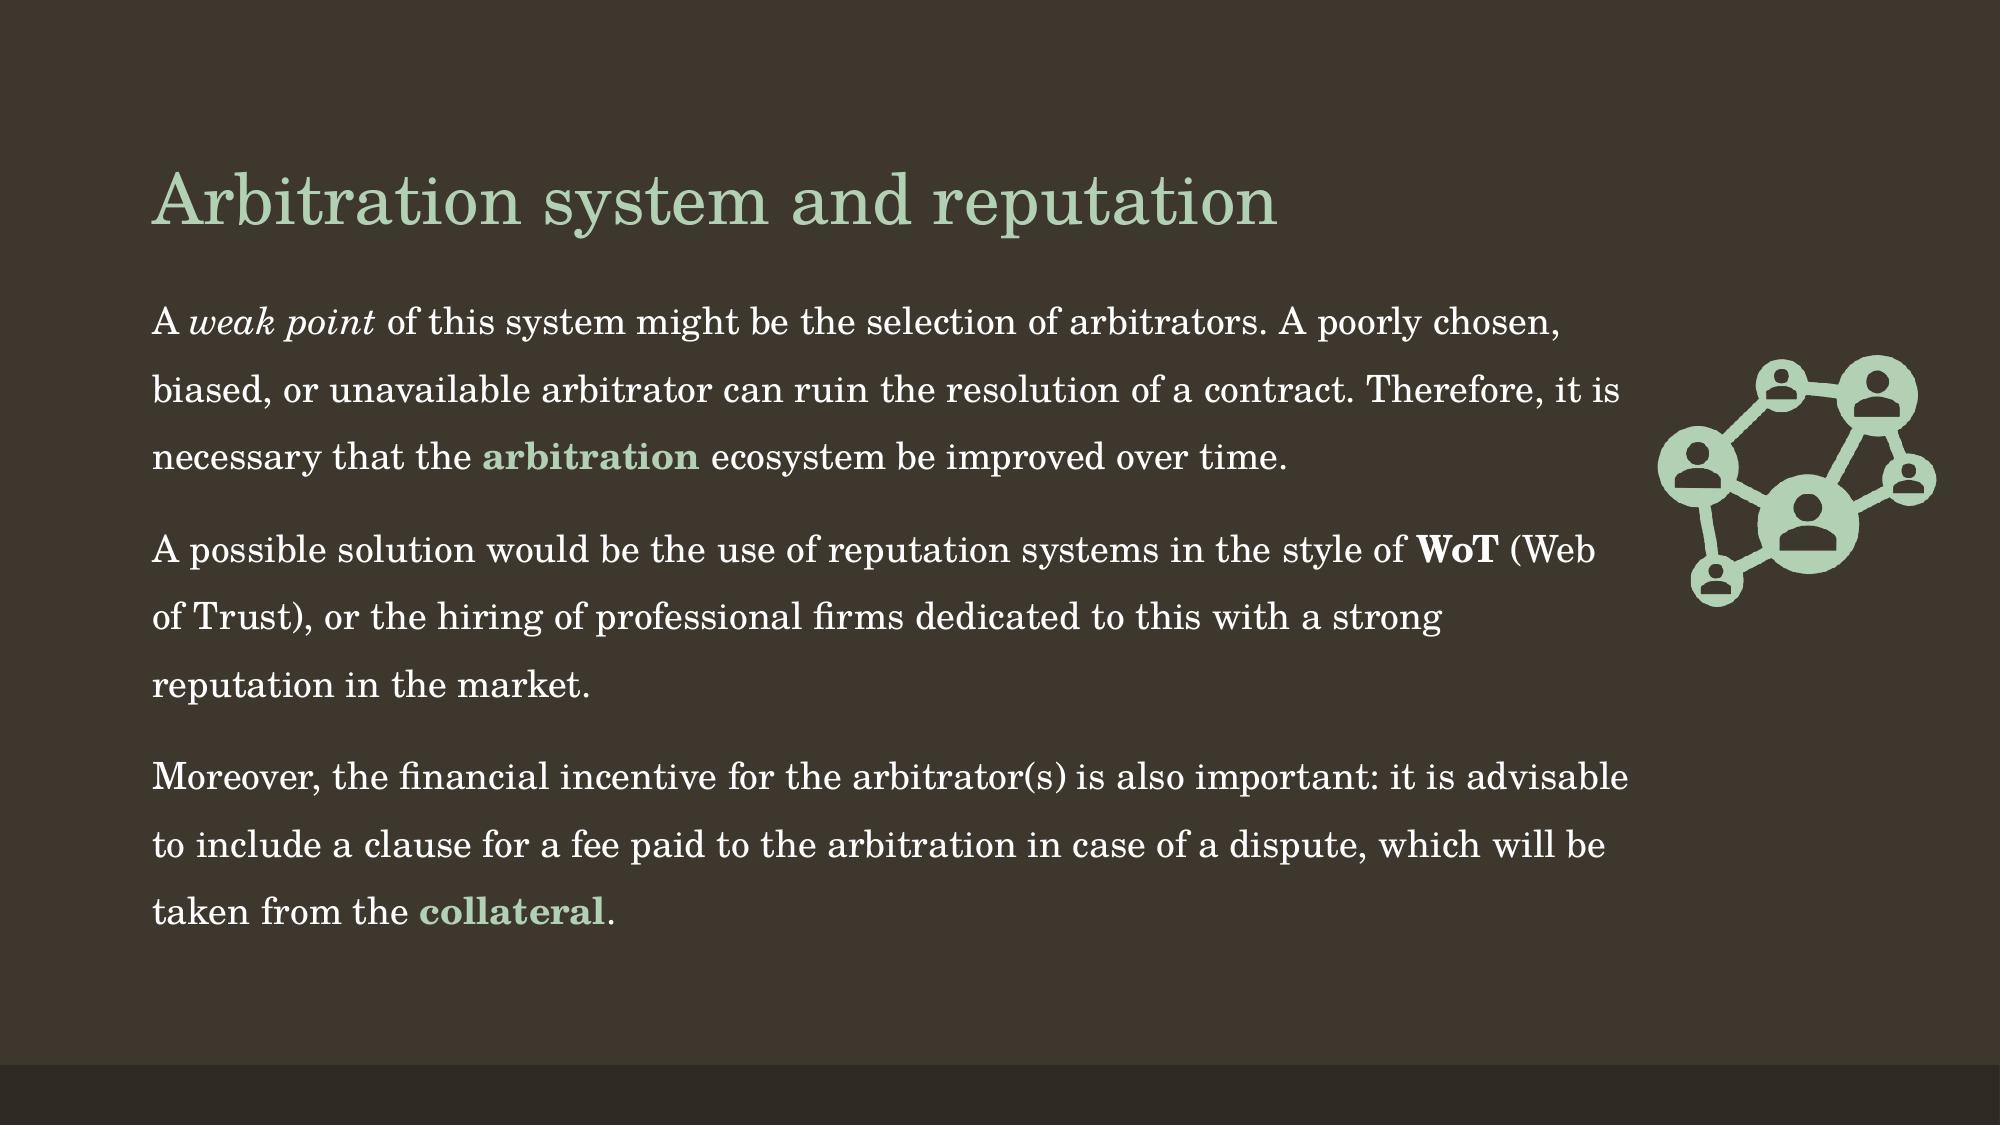 Arbitration system and reputation
A weak point of this system might be the selection of arbitrators. A poorly chosen,
biased, or unavailable arbitrator can ruin the resolution of a contract. Therefore, it is
necessary that the arbitration ecosystem be improved over time.
A possible solution would be the use of reputation systems in the style of WoT (Web
of Trust), or the hiring of professional firms dedicated to this with a strong
reputation in the market.
Moreover, the financial incentive for the arbitrator(s) is also important: it is advisable
to include a clause for a fee paid to the arbitration in case of a dispute, which will be
taken from the collateral.